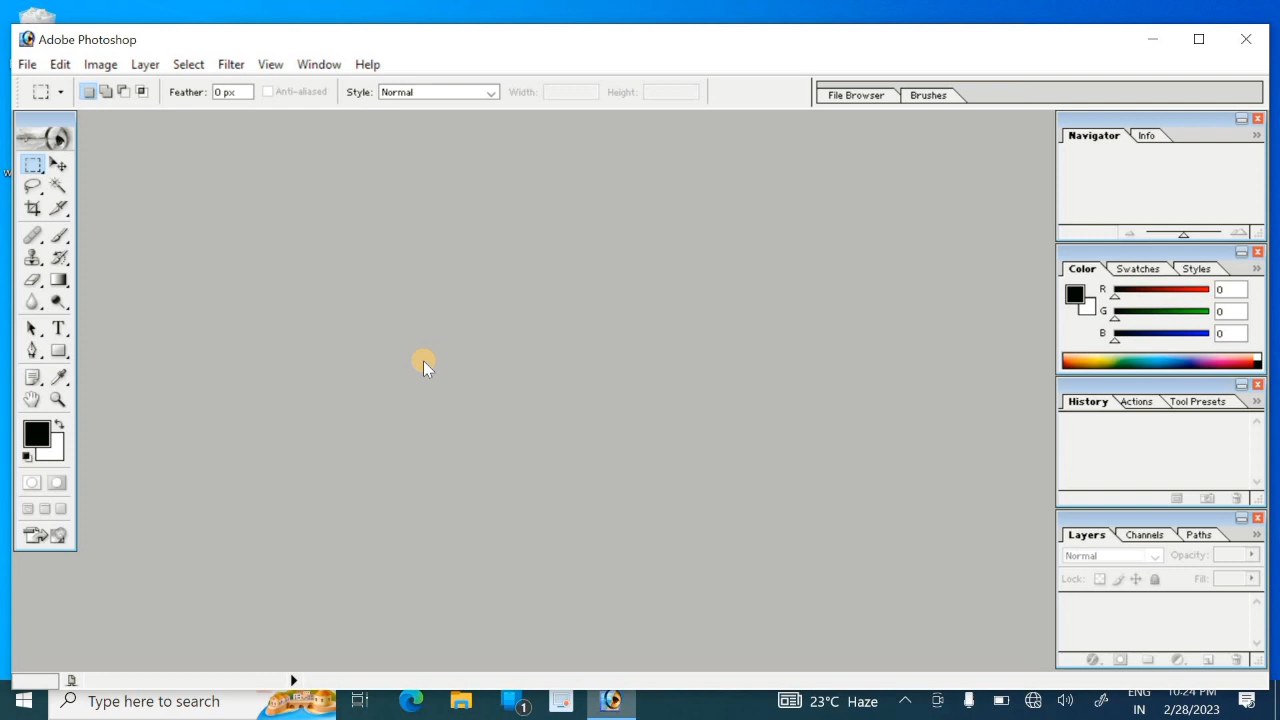 Adobe Photoshop
File Edit Image Layer Select Filter View Window Help
Feather: 0 px Anti-aliased Style: Normal Width: Height: File Browser Brushes
Navigator Info
Color Swatches Styles
R 0
G 0
B 0
T
History Actions Tool Presets
Layers Channels Paths
Normal Opacity:
Lock: Fill:
Type here to search 1 23°C Haze ENG 10:24 PM
IN 2/28/2023